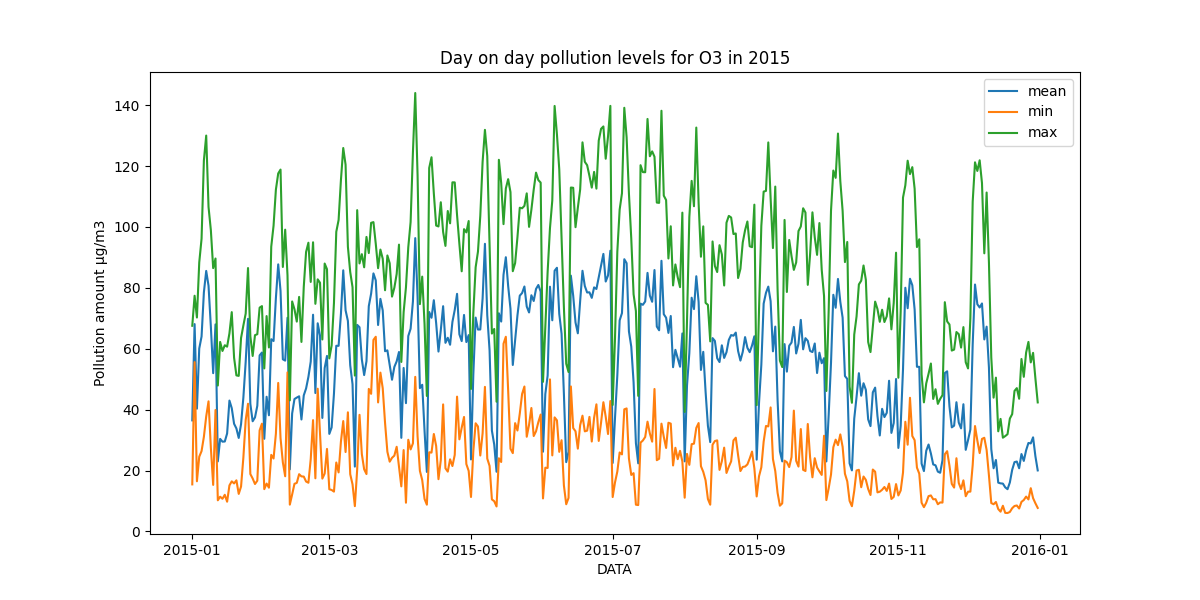 Day on day pollution levels for O3 in 2015
mean
min
max
Pollution amount µg/m3
140
120
100
80
60
40
20
0
2015-01
2015-03
2015-05
2015-07
2015-09
2015-11
2016-01
DATA